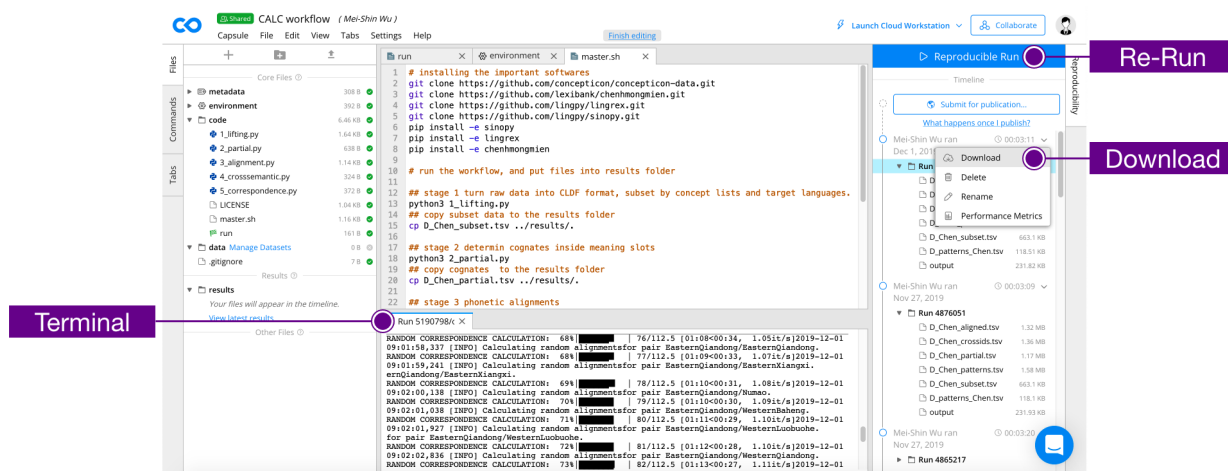 Shared CALC workflow ( Mei-Shin Wu )
Capsule File Edit View Tabs Settings Help
Finish editing
Launch Cloud Workstation
Collaborate
Files
Commands
Tabs
Core Files
metadata 308 B
environment 392 B
code 6.46 KB
1_lifting.py 1.64 KB
2_partial.py 638 B
3_alignment.py 1.14 KB
4_crosssemantic.py 324 B
5_correspondence.py 372 B
LICENSE 1.04 KB
master.sh 1.16 KB
run 161 B
data Manage Datasets 0 B
.gitignore 7 B
Results
results
Your files will appear in the timeline.
View latest results
Other Files
Terminal
run × environment × master.sh ×
1 # installing the important softwares
2 git clone https://github.com/concepticon/concepticon-data.git
3 git clone https://github.com/lexibank/chenhmongmien.git
4 git clone https://github.com/lingpy/lingrex.git
5 git clone https://github.com/lingpy/sinopy.git
6 pip install -e sinopy
7 pip install -e lingrex
8 pip install -e chenhmongmien
9
10 # run the workflow, and put files into results folder
11
12 ## stage 1 turn raw data into CLDF format, subset by concept lists and target languages.
13 python3 1_lifting.py
14 ## copy subset data to the results folder
15 cp D_Chen_subset.tsv ../results/.
16
17 ## stage 2 determin cognates inside meaning slots
18 python3 2_partial.py
19 ## copy cognates  to the results folder
20 cp D_Chen_partial.tsv ../results/.
21
22 ## stage 3 phonetic alignments
Run 5190798/c ×
RANDOM CORRESPONDENCE CALCULATION: 68%| | 76/112.5 [01:08<00:34, 1.05it/s]2019-12-01
09:01:58,337 [INFO] Calculating random alignmentsfor pair EasternQiandong/EasternQiandong.
RANDOM CORRESPONDENCE CALCULATION: 68%| | 77/112.5 [01:09<00:33, 1.07it/s]2019-12-01
09:01:59,241 [INFO] Calculating random alignmentsfor pair EasternQiandong/EasternXiangxi.
ernQiandong/EasternXiangxi.
RANDOM CORRESPONDENCE CALCULATION: 69%| | 78/112.5 [01:10<00:31, 1.08it/s]2019-12-01
09:02:00,138 [INFO] Calculating random alignmentsfor pair EasternQiandong/Numao.
RANDOM CORRESPONDENCE CALCULATION: 70%| | 79/112.5 [01:10<00:30, 1.09it/s]2019-12-01
09:02:01,038 [INFO] Calculating random alignmentsfor pair EasternQiandong/WesternBaheng.
RANDOM CORRESPONDENCE CALCULATION: 71%| | 80/112.5 [01:11<00:29, 1.10it/s]2019-12-01
09:02:01,927 [INFO] Calculating random alignmentsfor pair EasternQiandong/WesternLuobuohe.
for pair EasternQiandong/WesternLuobuohe.
RANDOM CORRESPONDENCE CALCULATION: 72%| | 81/112.5 [01:12<00:28, 1.10it/s]2019-12-01
09:02:02,836 [INFO] Calculating random alignmentsfor pair EasternQiandong/
RANDOM CORRESPONDENCE CALCULATION: 73%| | 82/112.5 [01:13<00:27, 1.11it/s]2019-12-01
Reproducible Run
Re-Run
Reproducibility
Timeline
Submit for publication...
What happens once I publish?
Mei-Shin Wu ran 00:03:11
Dec 1, 201
Run
Download
Delete
Rename
Performance Metrics
Download
D_Chen_subset.tsv 663.1 KB
D_patterns_Chen.tsv 118.51 KB
output 231.82 KB
Mei-Shin Wu ran 00:03:09
Nov 27, 2019
Run 4876051
D_Chen_aligned.tsv 1.32 MB
D_Chen_crossids.tsv 1.36 MB
D_Chen_partial.tsv 1.17 MB
D_Chen_patterns.tsv 1.58 MB
D_Chen_subset.tsv 663.1 KB
D_patterns_Chen.tsv 118.1 KB
output 231.93 KB
Mei-Shin Wu ran 00:03:20
Nov 27, 2019
Run 4865217